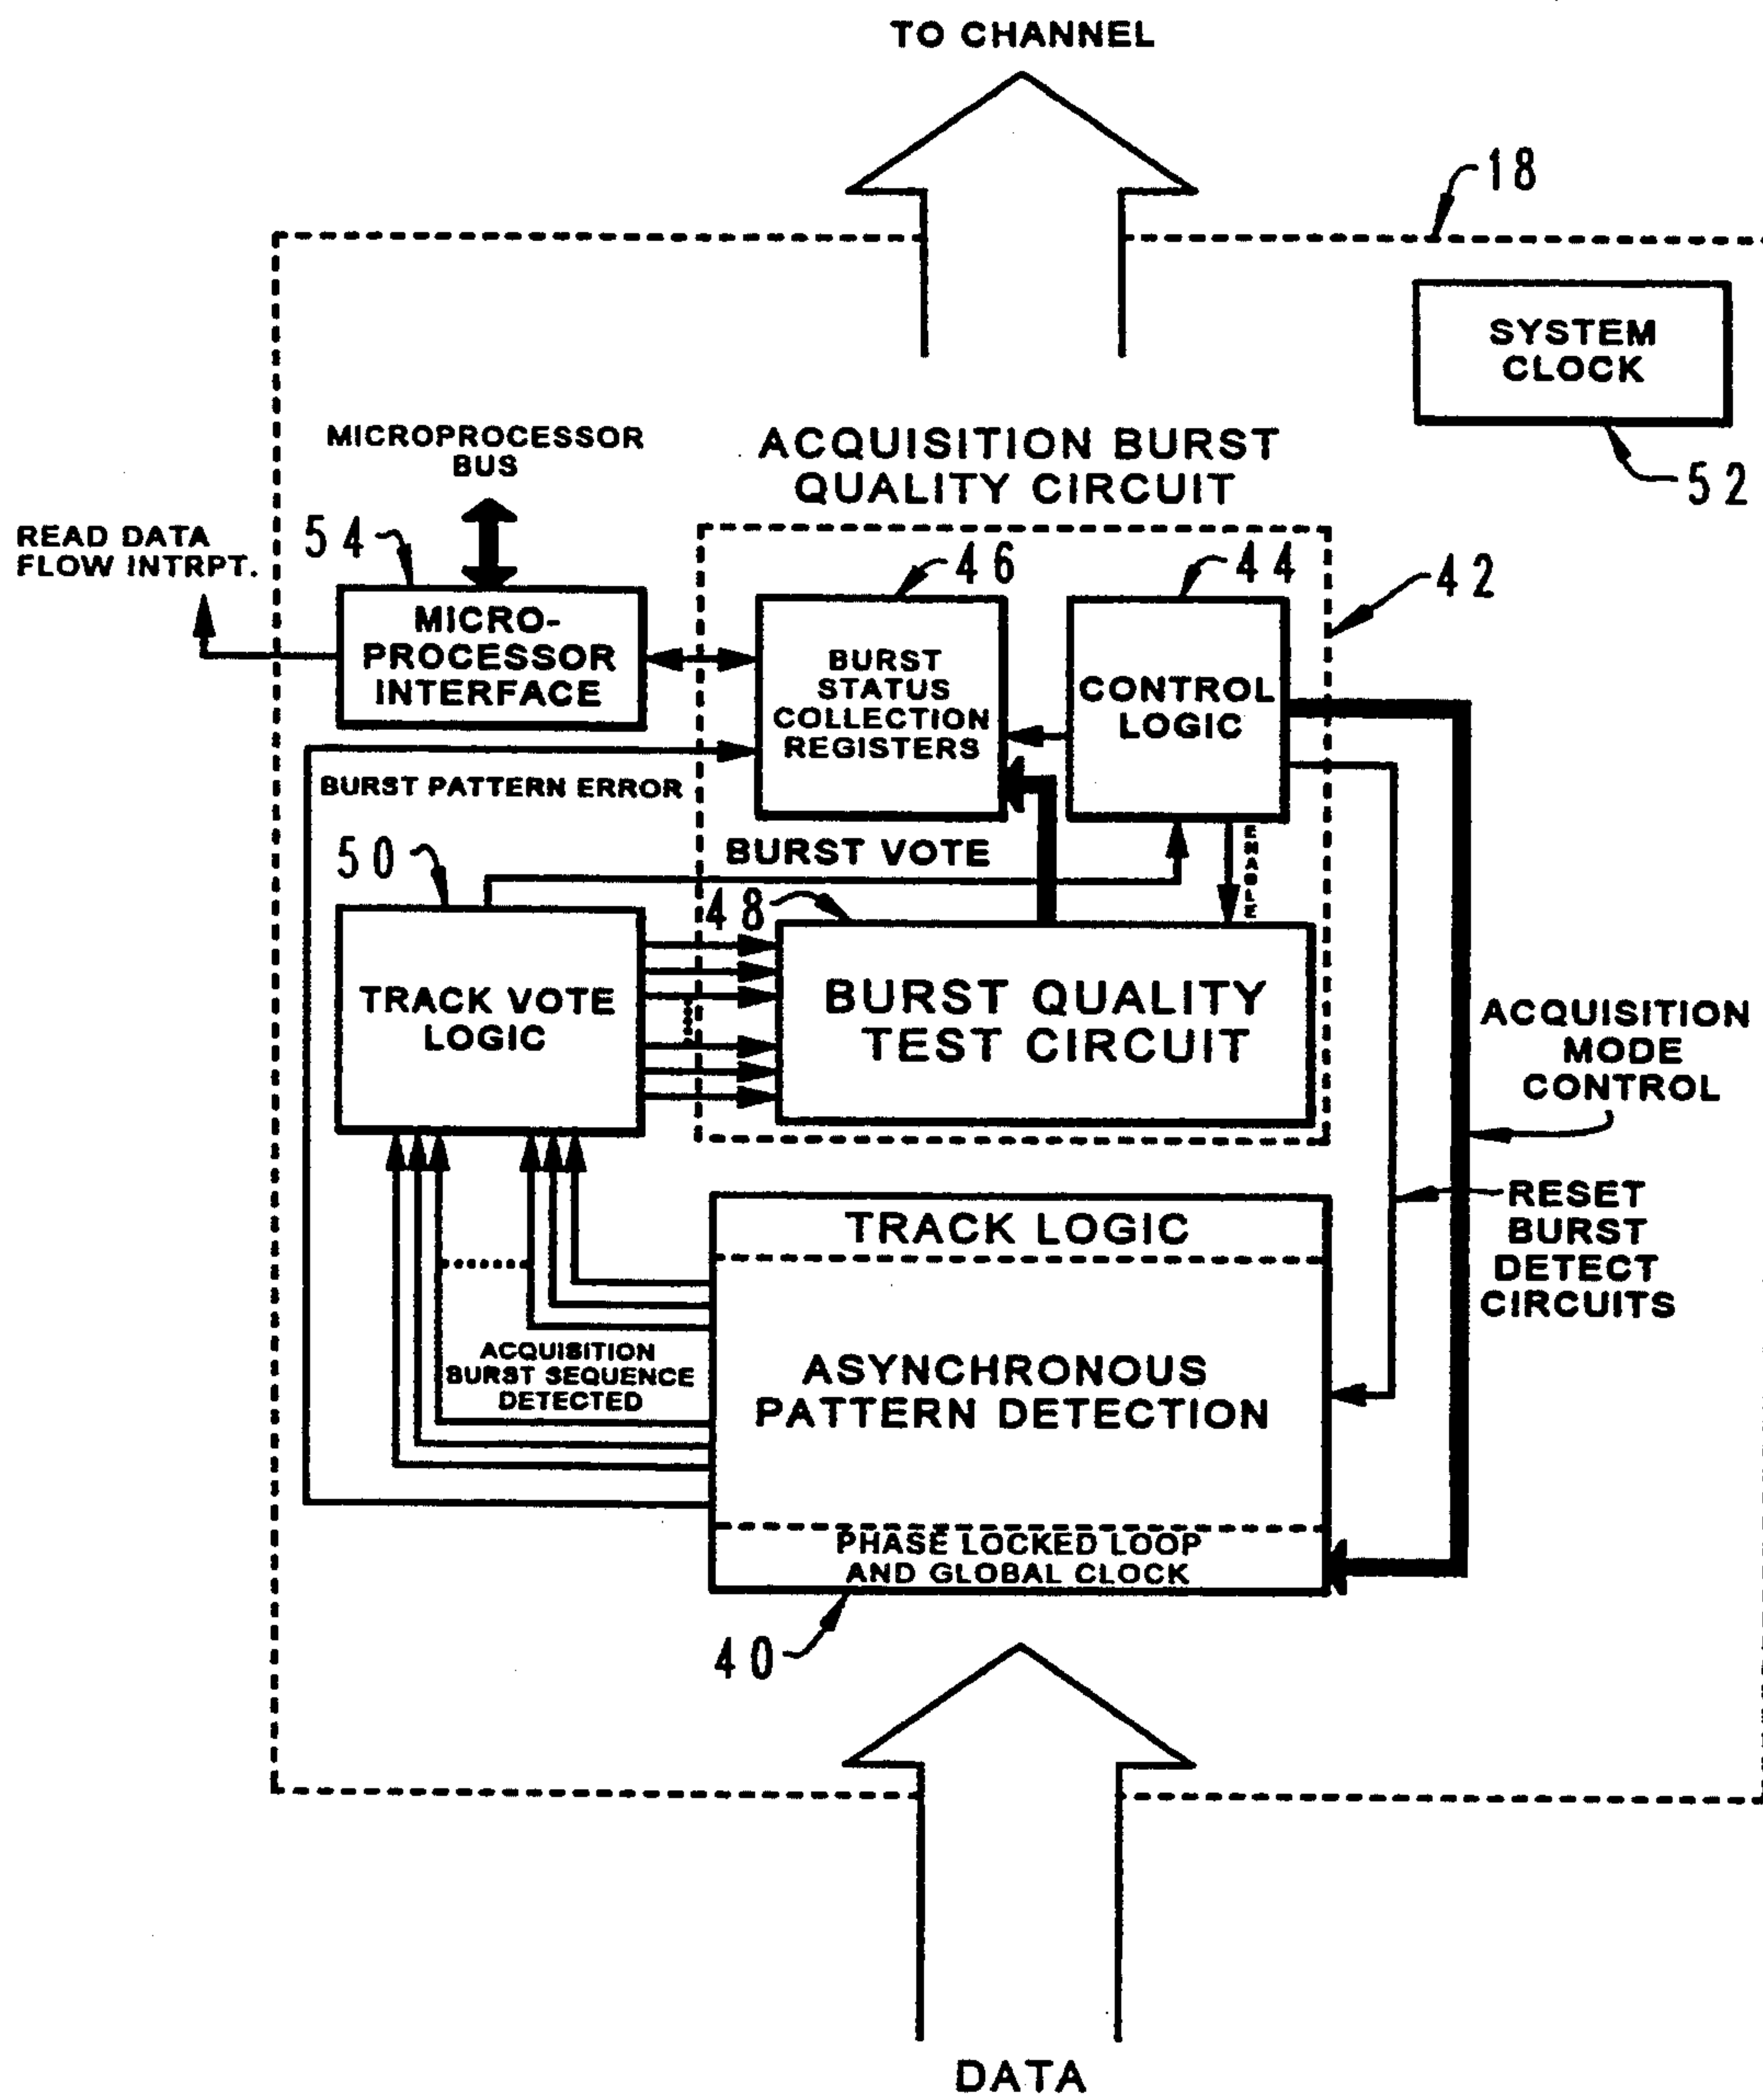 TO CHANNEL
18
SYSTEM
CLOCK
52
MICROPROCESSOR
BUS
ACQUISITION BURST
QUALITY CIRCUIT
READ DATA
FLOW INTRPT.
54
46
44
42
MICRO-
PROCESSOR
INTERFACE
BURST
STATUS
COLLECTION
REGISTERS
CONTROL
LOGIC
BURST PATTERN ERROR
50
BURST VOTE
ENABLE
48
TRACK VOTE
LOGIC
BURST QUALITY
TEST CIRCUIT
ACQUISITION
MODE
CONTROL
TRACK LOGIC
RESET
BURST
DETECT
CIRCUITS
ACQUISITION
BURST SEQUENCE
DETECTED
ASYNCHRONOUS
PATTERN DETECTION
PHASE LOCKED LOOP
AND GLOBAL CLOCK
40
DATA